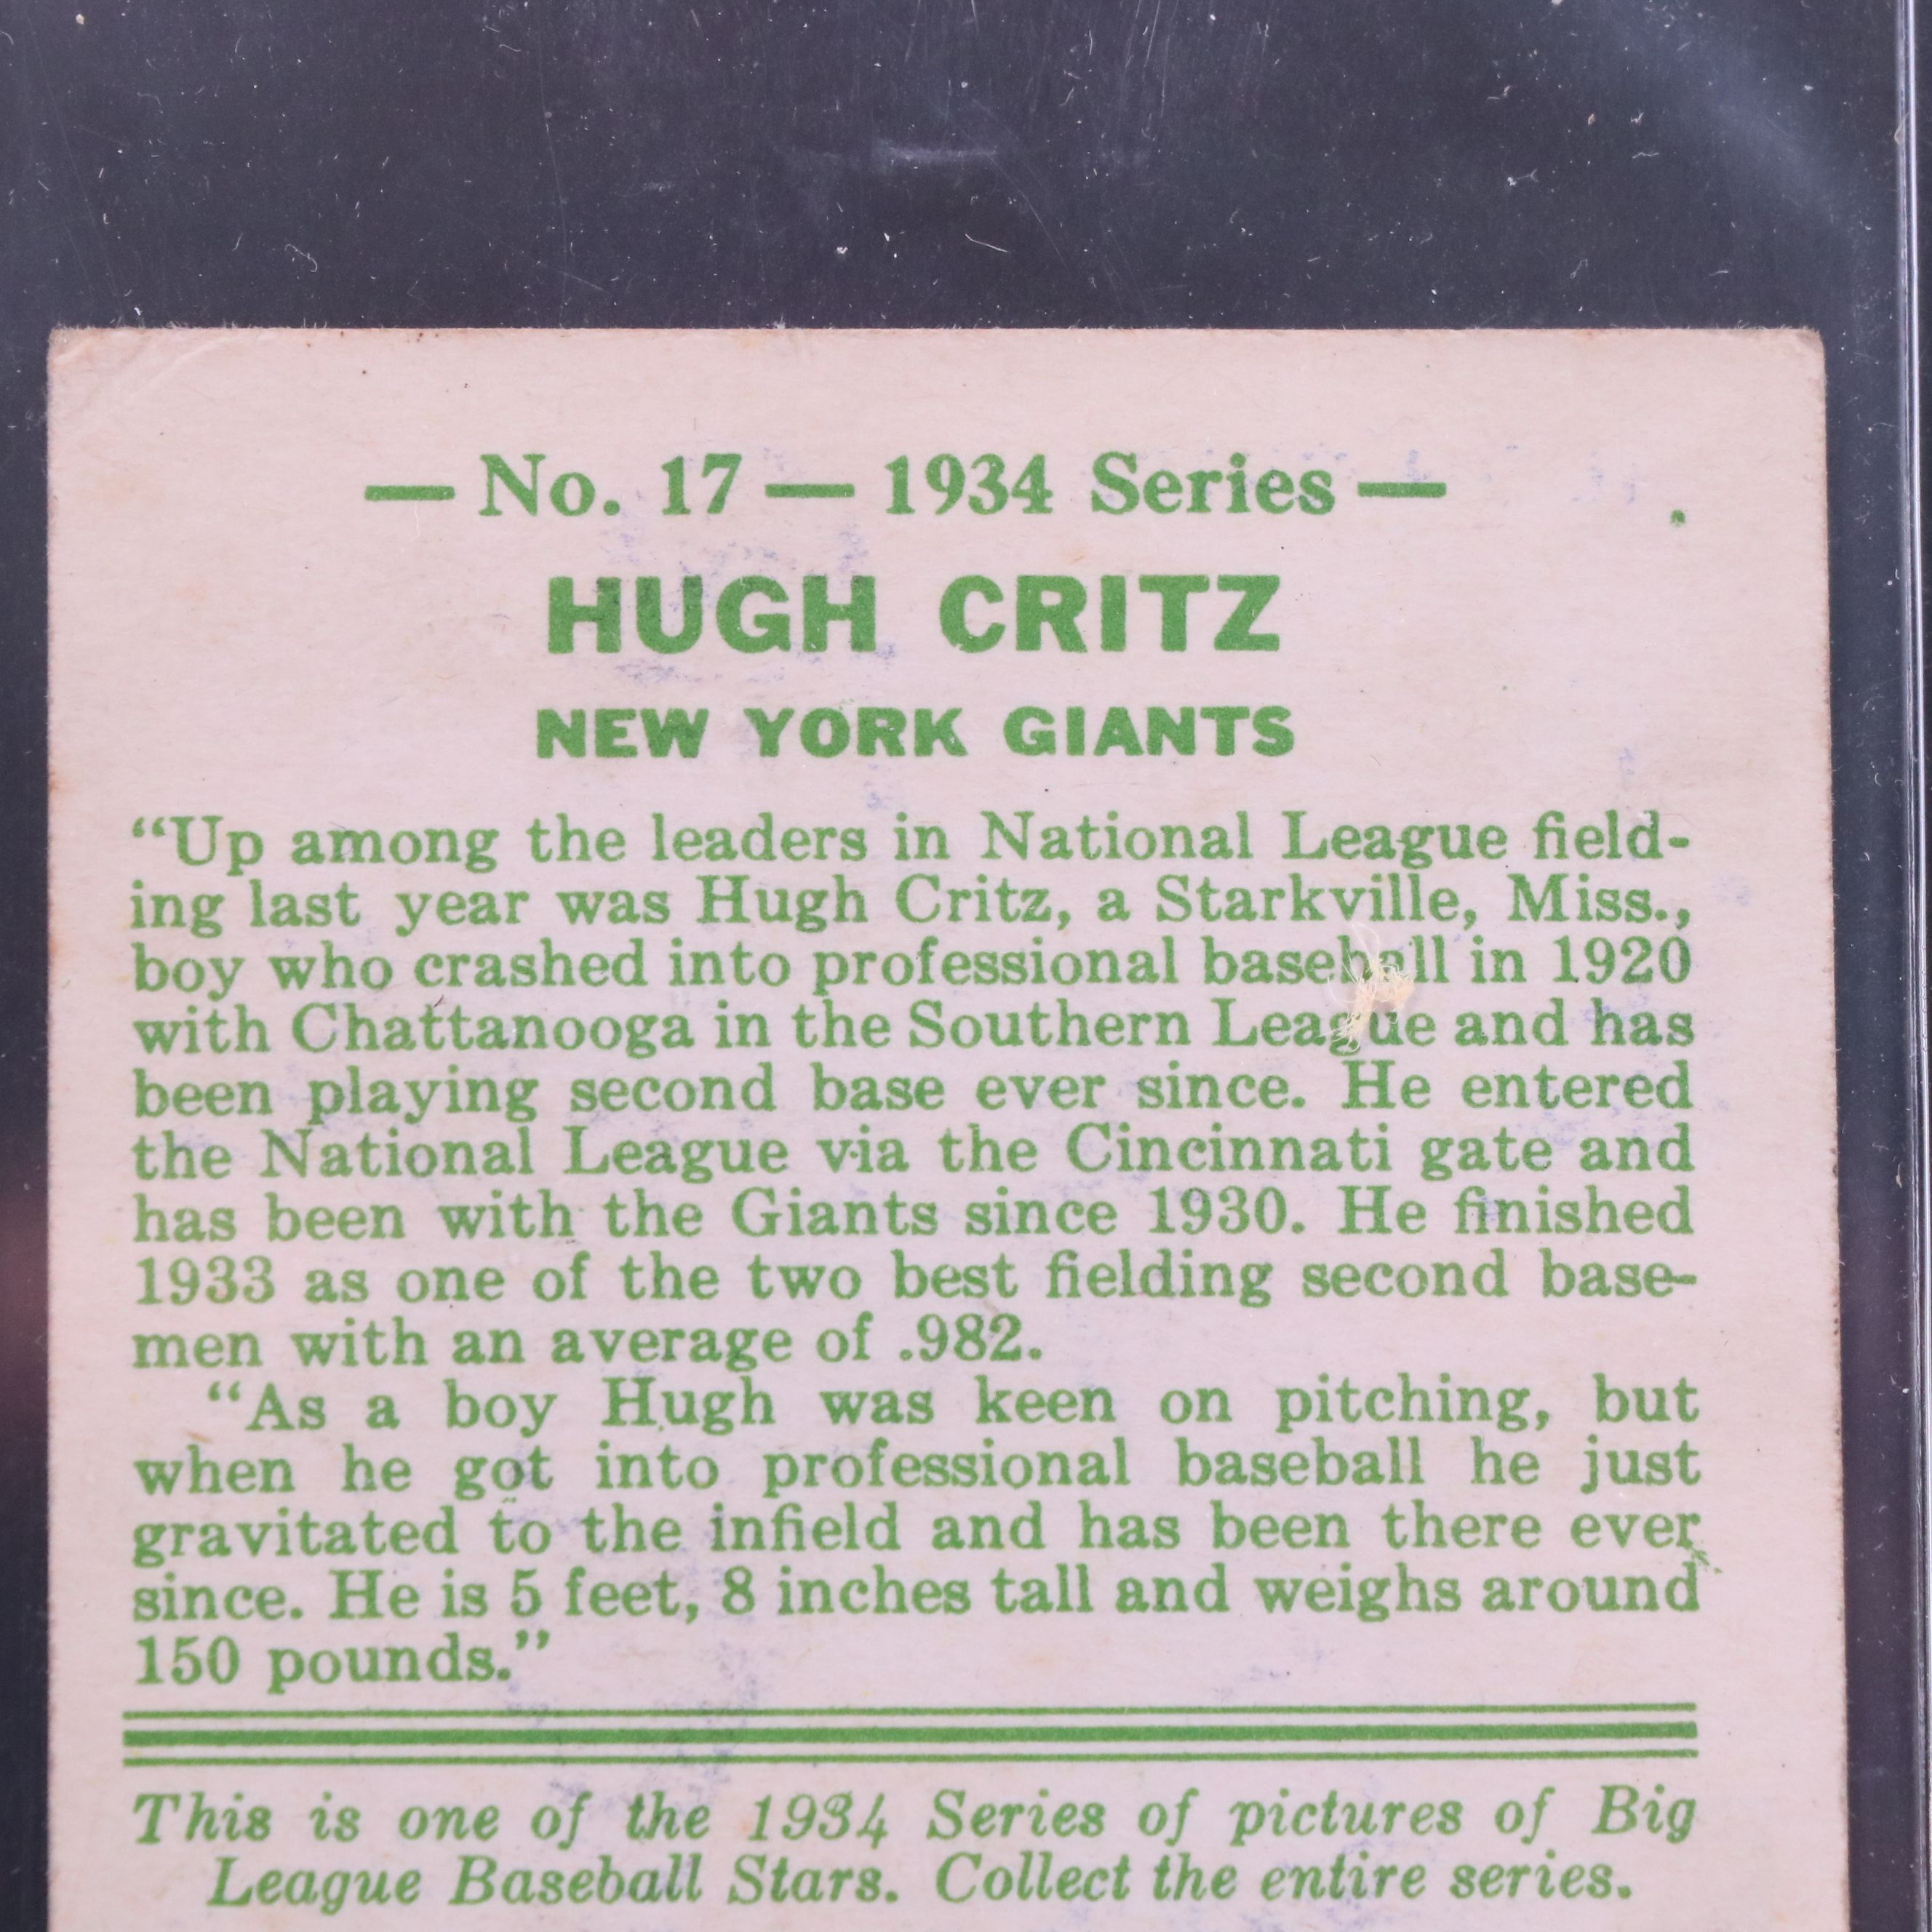 — No. 17 — 1934 Series —
HUGH CRITZ
NEW YORK GIANTS
“Up among the leaders in National League field-
ing last year was Hugh Critz, a Starkville, Miss.,
boy who crashed into professional baseball in 1920
with Chattanooga in the Southern League and has
been playing second base ever since. He entered
the National League via the Cincinnati gate and
has been with the Giants since 1930. He finished
1933 as one of the two best fielding second base-
men with an average of .982.
“As a boy Hugh was keen on pitching, but
when he got into professional baseball he just
gravitated to the infield and has been there ever
since. He is 5 feet, 8 inches tall and weighs around
150 pounds.”
This is one of the 1934 Series of pictures of Big
League Baseball Stars. Collect the entire series.